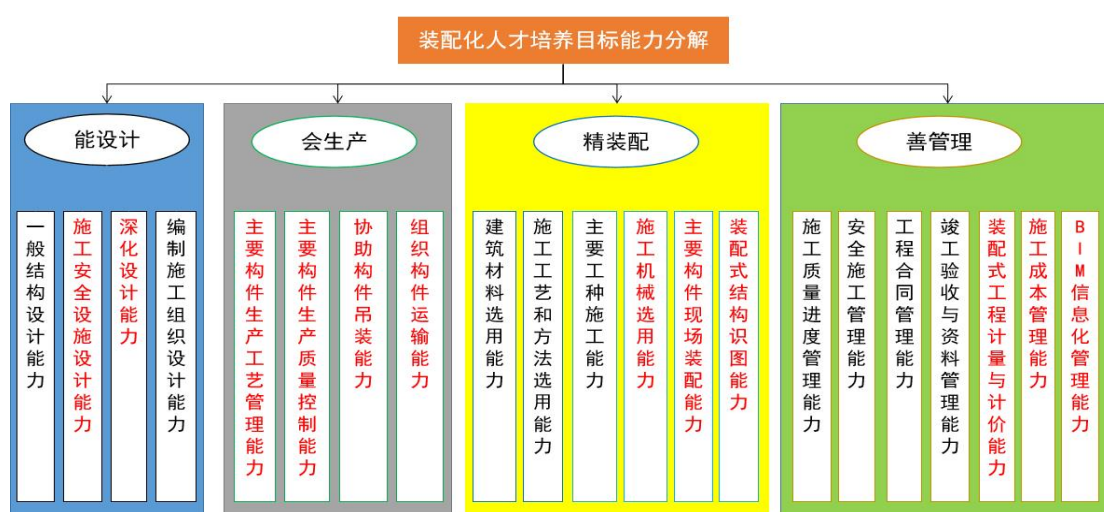 装配化人才培养目标能力分解
能设计
一般结构设计能力
施工安全设施设计能力
深化设计能力
编制施工组织设计能力
会生产
主要构件生产工艺管理能力
主要构件生产质量控制能力
协助构件吊装能力
组织构件运输能力
精装配
建筑材料选用能力
施工工艺和方法选用能力
主要工种施工能力
施工机械选用能力
主要构件现场装配能力
装配式结构识图能力
善管理
施工质量进度管理能力
安全施工管理能力
工程合同管理能力
竣工验收与资料管理能力
装配式工程计量与计价能力
施工成本管理能力
BIM信息化管理能力